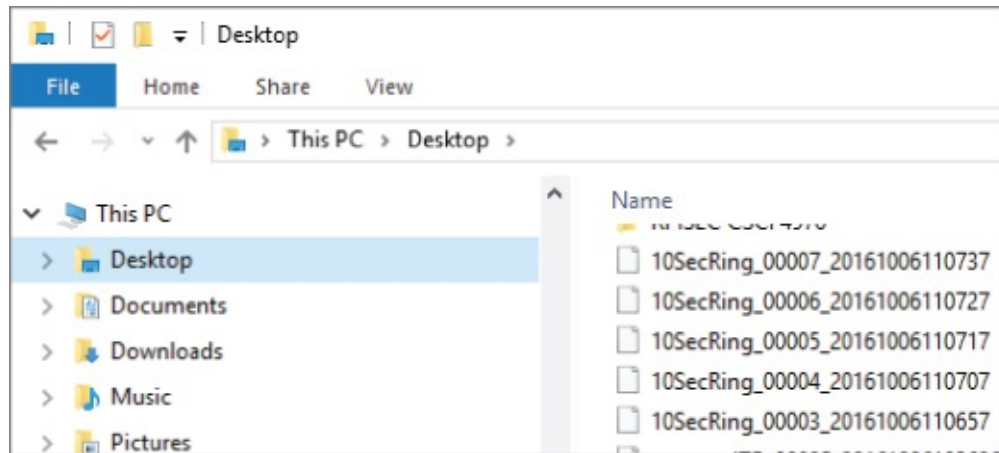 Desktop
File Home Share View
This PC > Desktop >
This PC
Desktop
Documents
Downloads
Music
Pictures
Name
10SecRing_00007_20161006110737
10SecRing_00006_20161006110727
10SecRing_00005_20161006110717
10SecRing_00004_20161006110707
10SecRing_00003_20161006110657